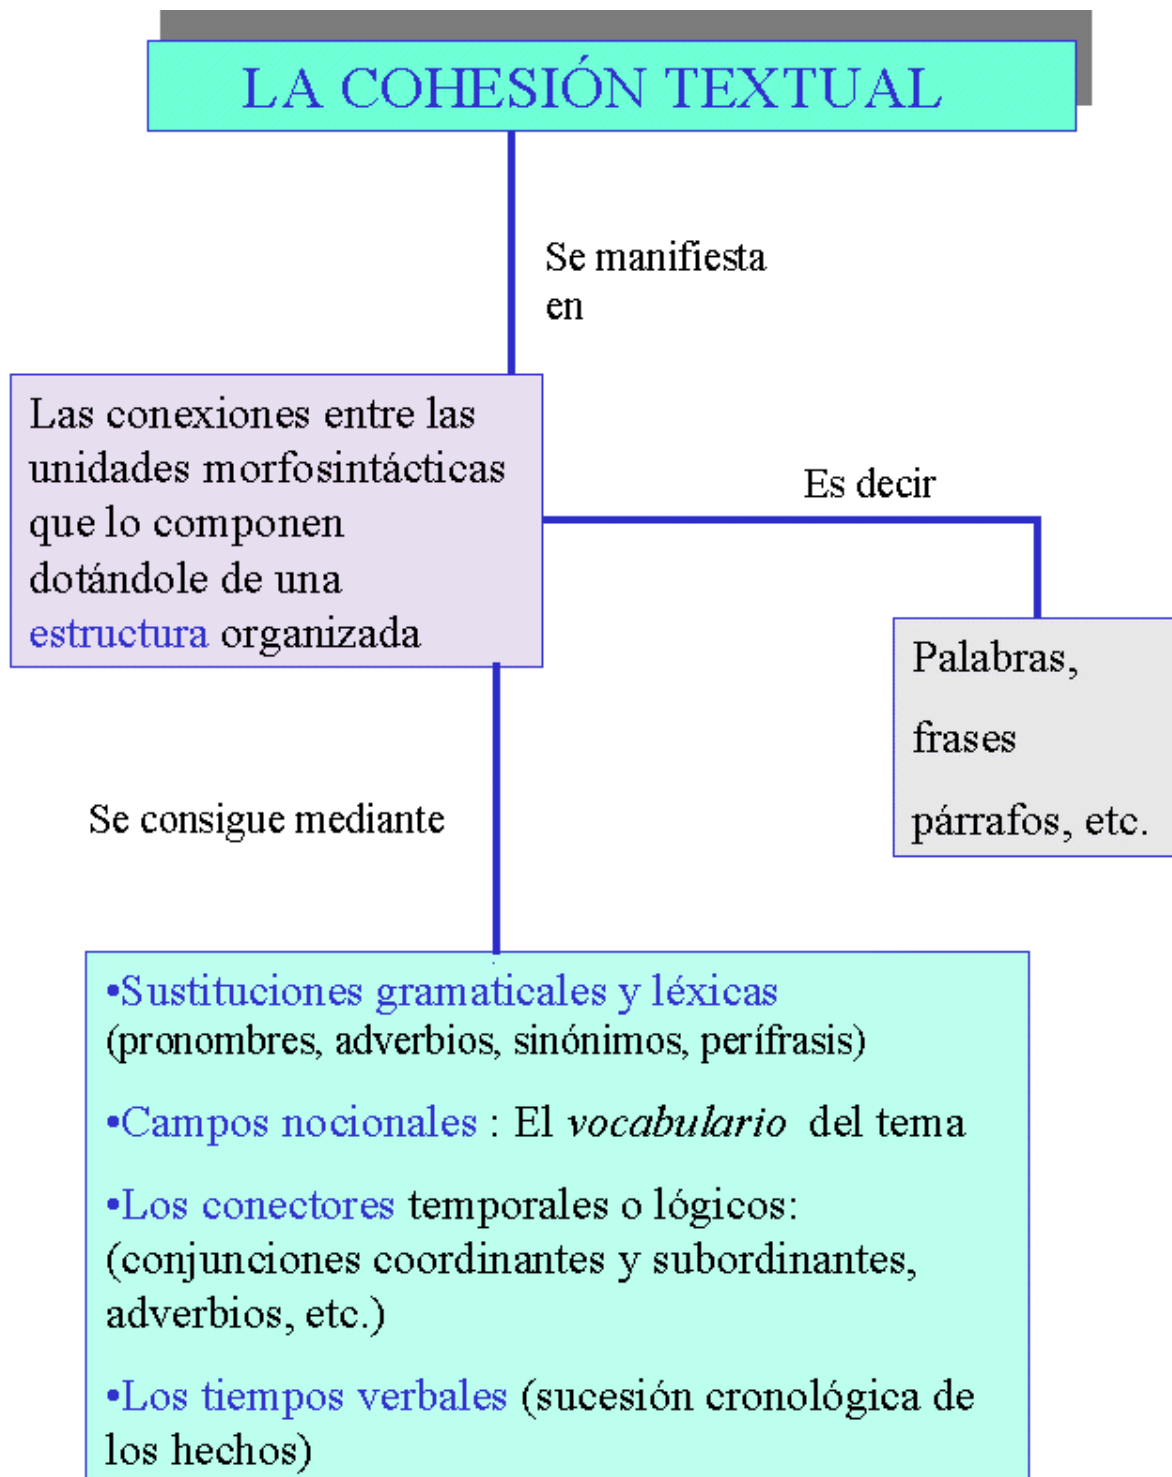 LA COHESIÓN TEXTUAL
Se manifiesta
en
Las conexiones entre las
unidades morfosintácticas
que lo componen
dotándole de una
estructura organizada
Es decir
Palabras,
frases
párrafos, etc.
Se consigue mediante
•Sustituciones gramaticales y léxicas
(pronombres, adverbios, sinónimos, perífrasis)
•Campos nocionales : El vocabulario del tema
•Los conectores temporales o lógicos:
(conjunciones coordinantes y subordinantes,
adverbios, etc.)
•Los tiempos verbales (sucesión cronológica de
los hechos)